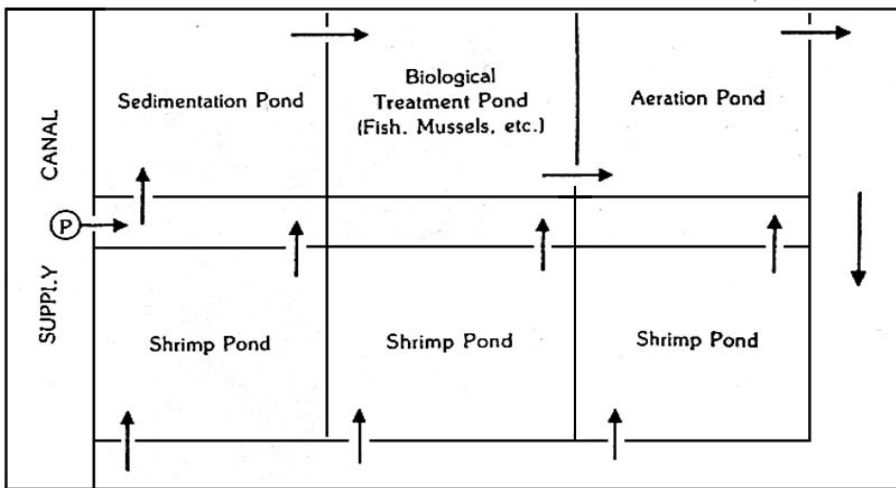 SUPPLY CANAL
P
Sedimentation Pond
Biological
Treatment Pond
(Fish. Mussels, etc.)
Aeration Pond
Shrimp Pond
Shrimp Pond
Shrimp Pond